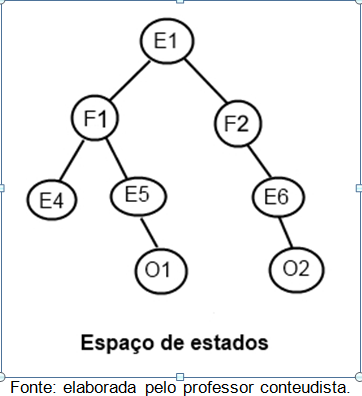 E1
F1 F2
E4 E5 E6
O1 O2
Espaço de estados
Fonte: elaborada pelo professor conteudista.